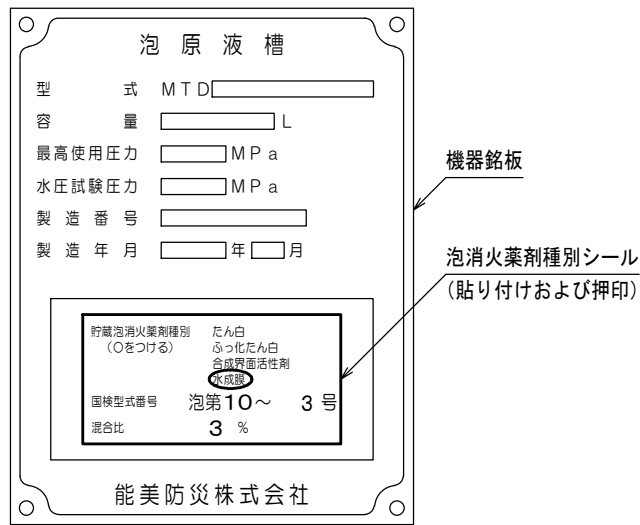 泡原液槽
型式 MTD
容量 L
最高使用圧力 MPa
水圧試験圧力 MPa
製造番号
製造年月 年 月
機器銘板
泡消火薬剤種別シール
(貼り付けおよび押印)
貯蔵泡消火薬剤種別 たん白
(〇をつける) ふっ化たん白
合成界面活性剤
水成膜
国検型式番号 泡第10～ 3号
混合比 3 %
能美防災株式会社